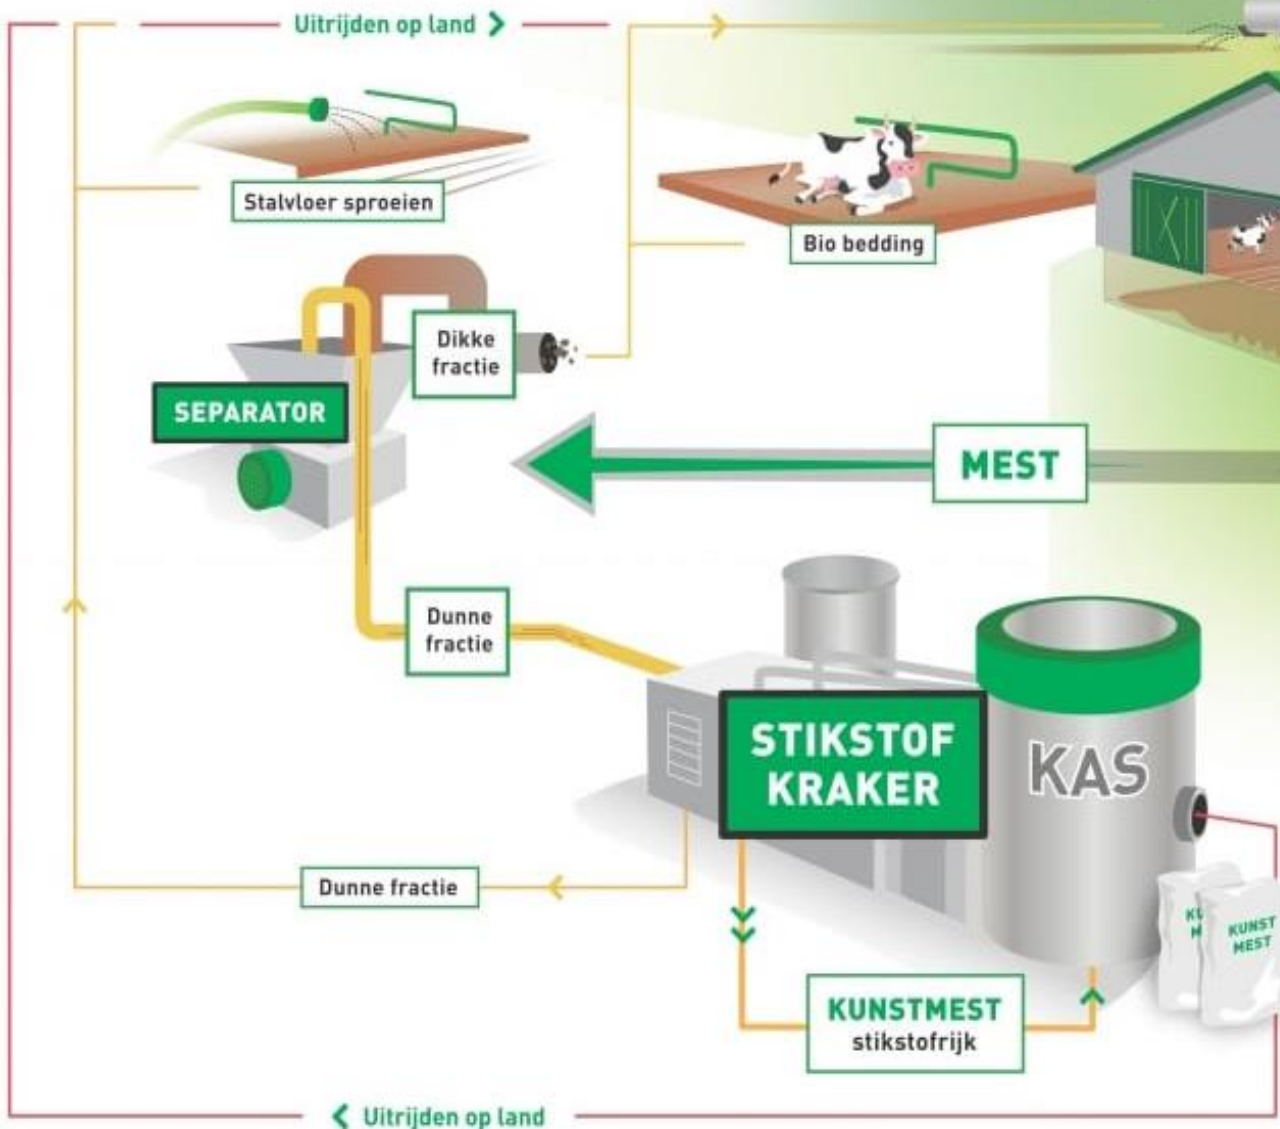 Uitrijden op land
Stalvloer sproeien
Bio bedding
Dikke
fractie
SEPARATOR
MEST
Dunne
fractie
STIKSTOF
KRAKER
KAS
Dunne fractie
KUNST
MEST
KUNSTMEST
stikstofrijk
Uitrijden op land